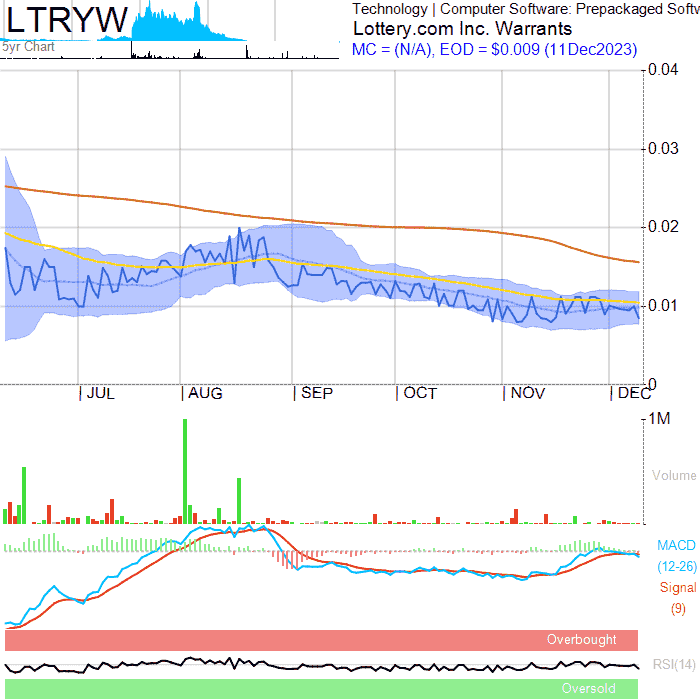 LTRYW
5yr Chart
Technology | Computer Software: Prepackaged Softw
Lottery.com Inc. Warrants
MC = (N/A), EOD = $0.009 (11Dec2023)
0.04
0.03
0.02
0.01
0
JUL AUG SEP OCT NOV DEC
1M
Volume
MACD
(12-26)
Signal
(9)
Overbought
RSI(14)
Oversold